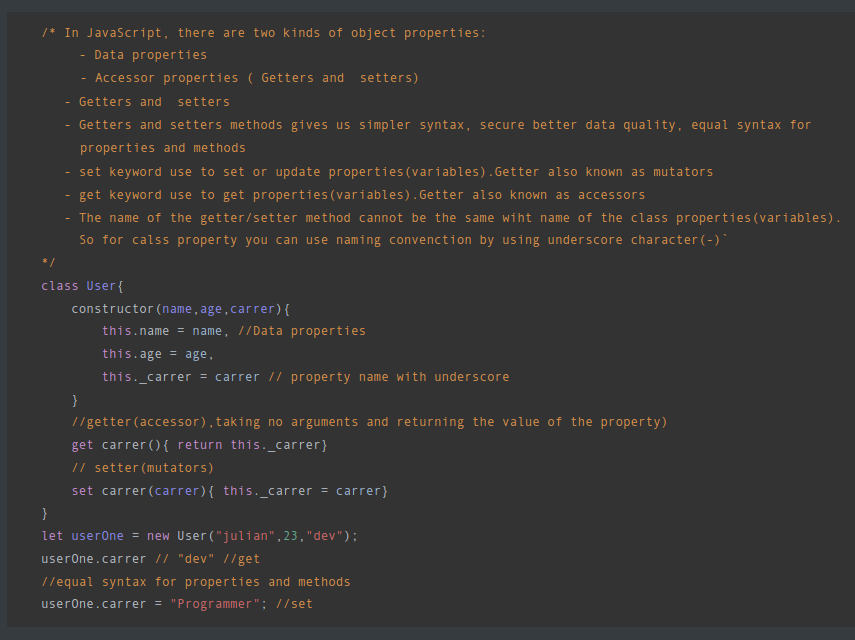 /* In JavaScript, there are two kinds of object properties:
- Data properties
- Accessor properties ( Getters and  setters)
- Getters and  setters
- Getters and setters methods gives us simpler syntax, secure better data quality, equal syntax for
properties and methods
- set keyword use to set or update properties(variables).Getter also known as mutators
- get keyword use to get properties(variables).Getter also known as accessors
- The name of the getter/setter method cannot be the same wiht name of the class properties(variables).
So for calss property you can use naming convenction by using underscore character(-)`
*/
class User{
constructor(name,age,carrer){
this.name = name, //Data properties
this.age = age,
this._carrer = carrer // property name with underscore
}
//getter(accessor),taking no arguments and returning the value of the property)
get carrer(){ return this._carrer}
// setter(mutators)
set carrer(carrer){ this._carrer = carrer}
}
let userOne = new User("julian",23,"dev");
userOne.carrer // "dev" //get
//equal syntax for properties and methods
userOne.carrer = "Programmer"; //set